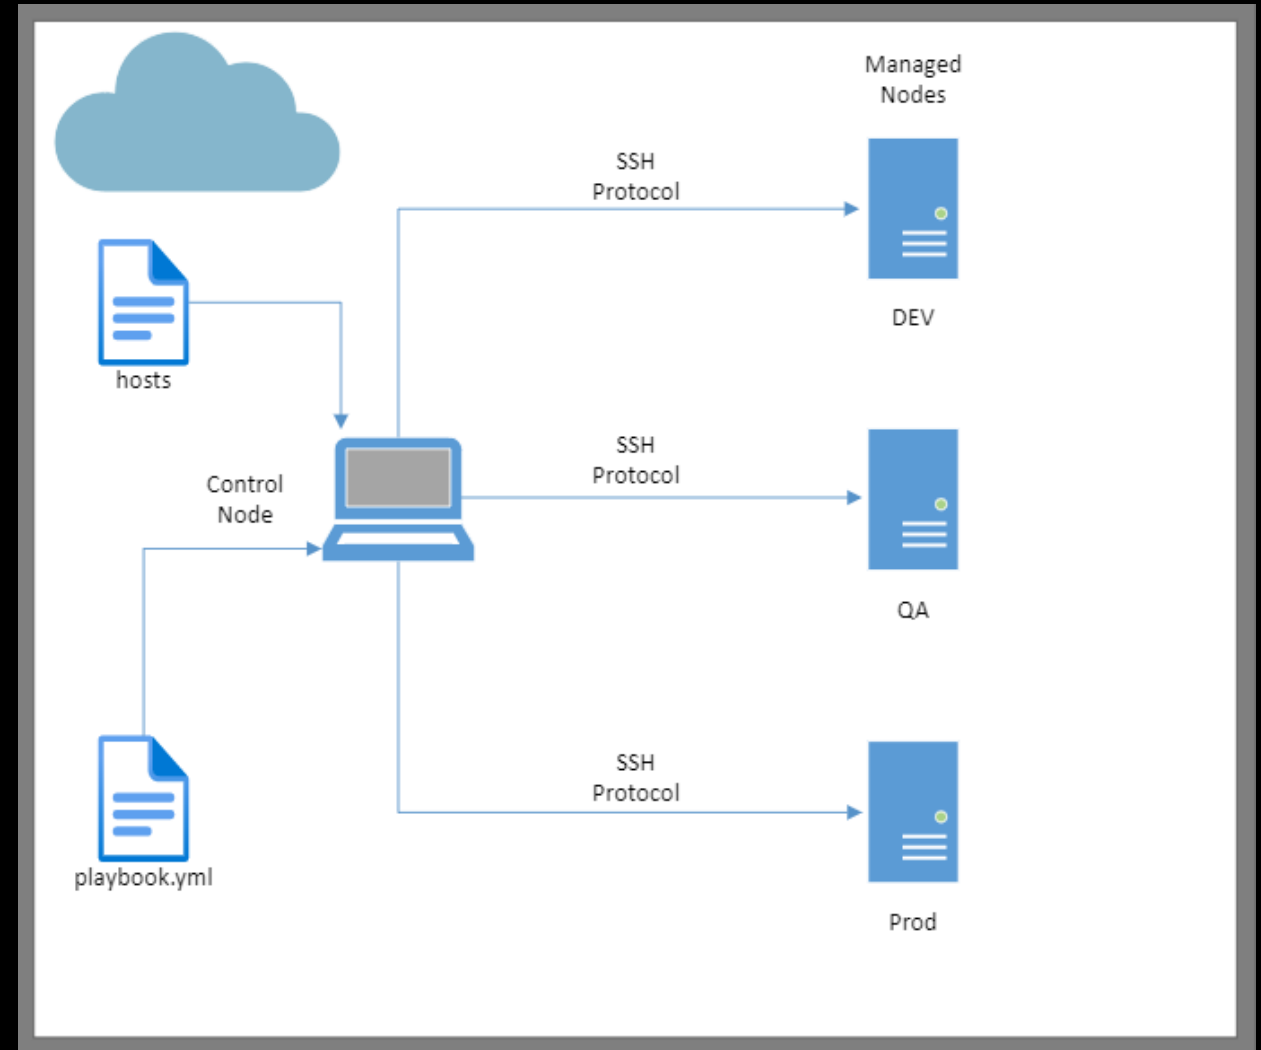 Managed
Nodes
SSH
Protocol
DEV
hosts
SSH
Protocol
Control
Node
QA
SSH
Protocol
playbook.yml
Prod